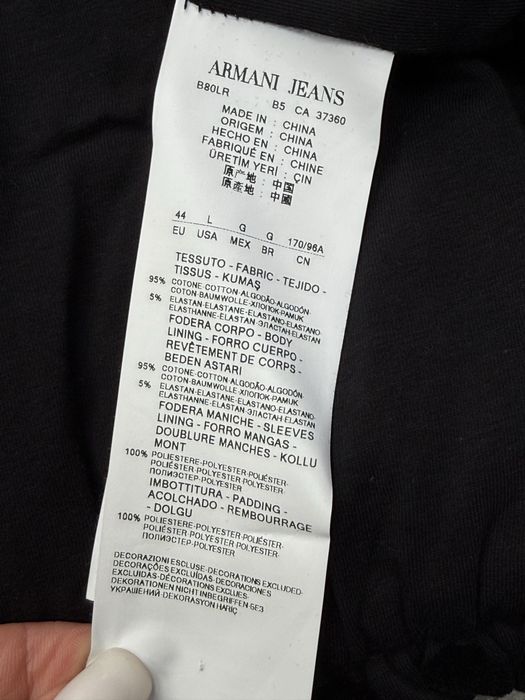 ARMANI JEANS
B80LR B5 CA 37360
MADE IN : CHINA
ORIGEM : CHINA
HECHO EN : CHINA
FABRIQUÉ EN : CHINE
ÜRETİM YERİ : ÇIN
原产地 : 中国
原產地 : 中國
44 L G G 170/96A
EU USA MEX BR CN
TESSUTO - FABRIC - TEJIDO -
TISSUS - KUMAŞ
95% COTONE-COTTON-ALGODÃO-ALGODÓN-
COTON-BAUMWOLLE-ХЛОПОК-PAMUK
5% ELASTAN-ELASTANE-ELASTANO-ELASTANO-
ELASTHANNE-ELASTAN-ЭЛАСТАН-ELASTAN
FODERA CORPO - BODY
LINING - FORRO CUERPO -
REVÊTEMENT DE CORPS -
BEDEN ASTARI
95% COTONE-COTTON-ALGODÃO-ALGODÓN-
COTON-BAUMWOLLE-ХЛОПОК-PAMUK
5% ELASTAN-ELASTANE-ELASTANO-ELASTANO-
ELASTHANNE-ELASTAN-ЭЛАСТАН-ELASTAN
FODERA MANICHE - SLEEVES
LINING - FORRO MANGAS -
DOUBLURE MANCHES - KOLLU
MONT
100% POLIESTERE-POLYESTER-POLIÉSTER-
POLIÉSTER-POLYESTER-POLYESTER-
ПОЛИЭСТЕР-POLYESTER
IMBOTTITURA - PADDING -
ACOLCHADO - REMBOURRAGE
- DOLGU
100% POLIESTERE-POLYESTER-POLIÉSTER-
POLIÉSTER-POLYESTER-POLYESTER-
ПОЛИЭСТЕР-POLYESTER
DECORAZIONI ESCLUSE-DECORATIONS EXCLUDED-
DECORAÇÕES EXCLUÍDAS-DECORACIONES
EXCLUIDAS-DÉCORATIONS EXCLUES-
DEKORATIONEN NICHT INBEGRIFFEN-БЕЗ
УКРАШЕНИЙ-DEKORASYON HARİÇ